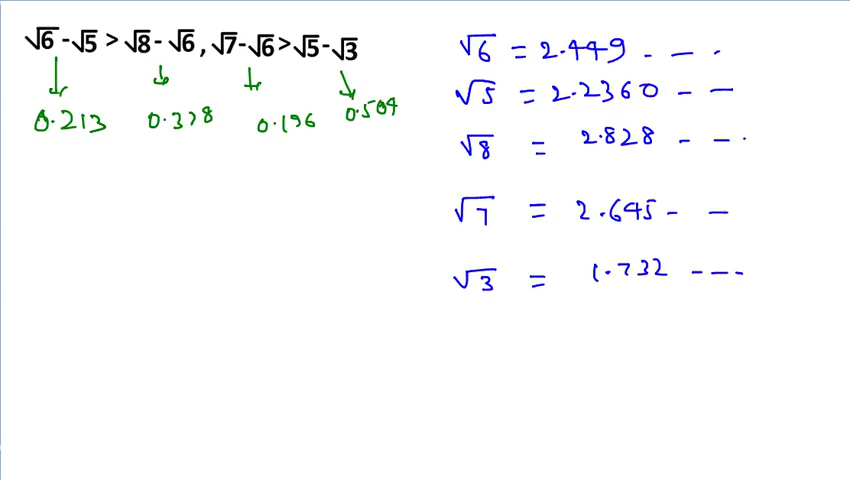 √6 - √5 > √8 - √6 , √7 - √6 > √5 - √3
0.213 0.378 0.196 0.504
√6 = 2.449 - - -
√5 = 2.2360 - -
√8 = 2.828 - - -
√7 = 2.645 - -
√3 = 1.732 - - -